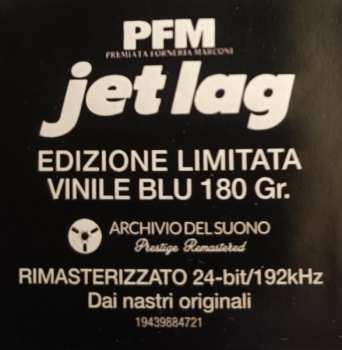 PFM
PREMIATA FORNERIA MARCONI
jet lag
EDIZIONE LIMITATA
VINILE BLU 180 Gr.
ARCHIVIO DEL SUONO
Prestige Remastered
RIMASTERIZZATO 24-bit/192kHz
Dai nastri originali
19439884721